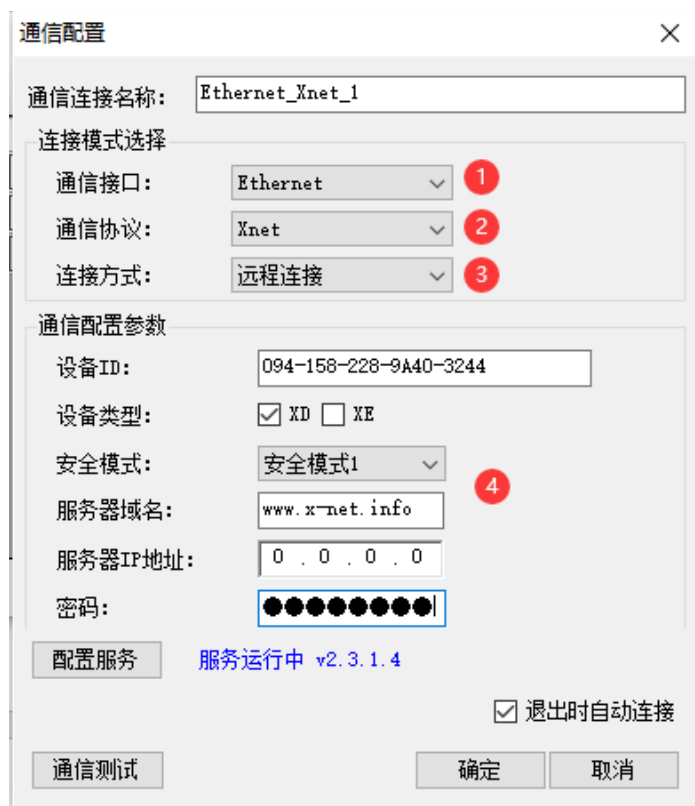 通信配置
通信连接名称: Ethernet_Xnet_1
连接模式选择
通信接口: Ethernet 1
通信协议: Xnet 2
连接方式: 远程连接 3
通信配置参数
设备ID: 094-158-228-9A40-3244
设备类型: XD XE
安全模式: 安全模式1
4
服务器域名: www.x-net.info
服务器IP地址: 0 . 0 . 0 . 0
密码: ●●●●●●●●
配置服务 服务运行中 v2.3.1.4
退出时自动连接
通信测试 确定 取消